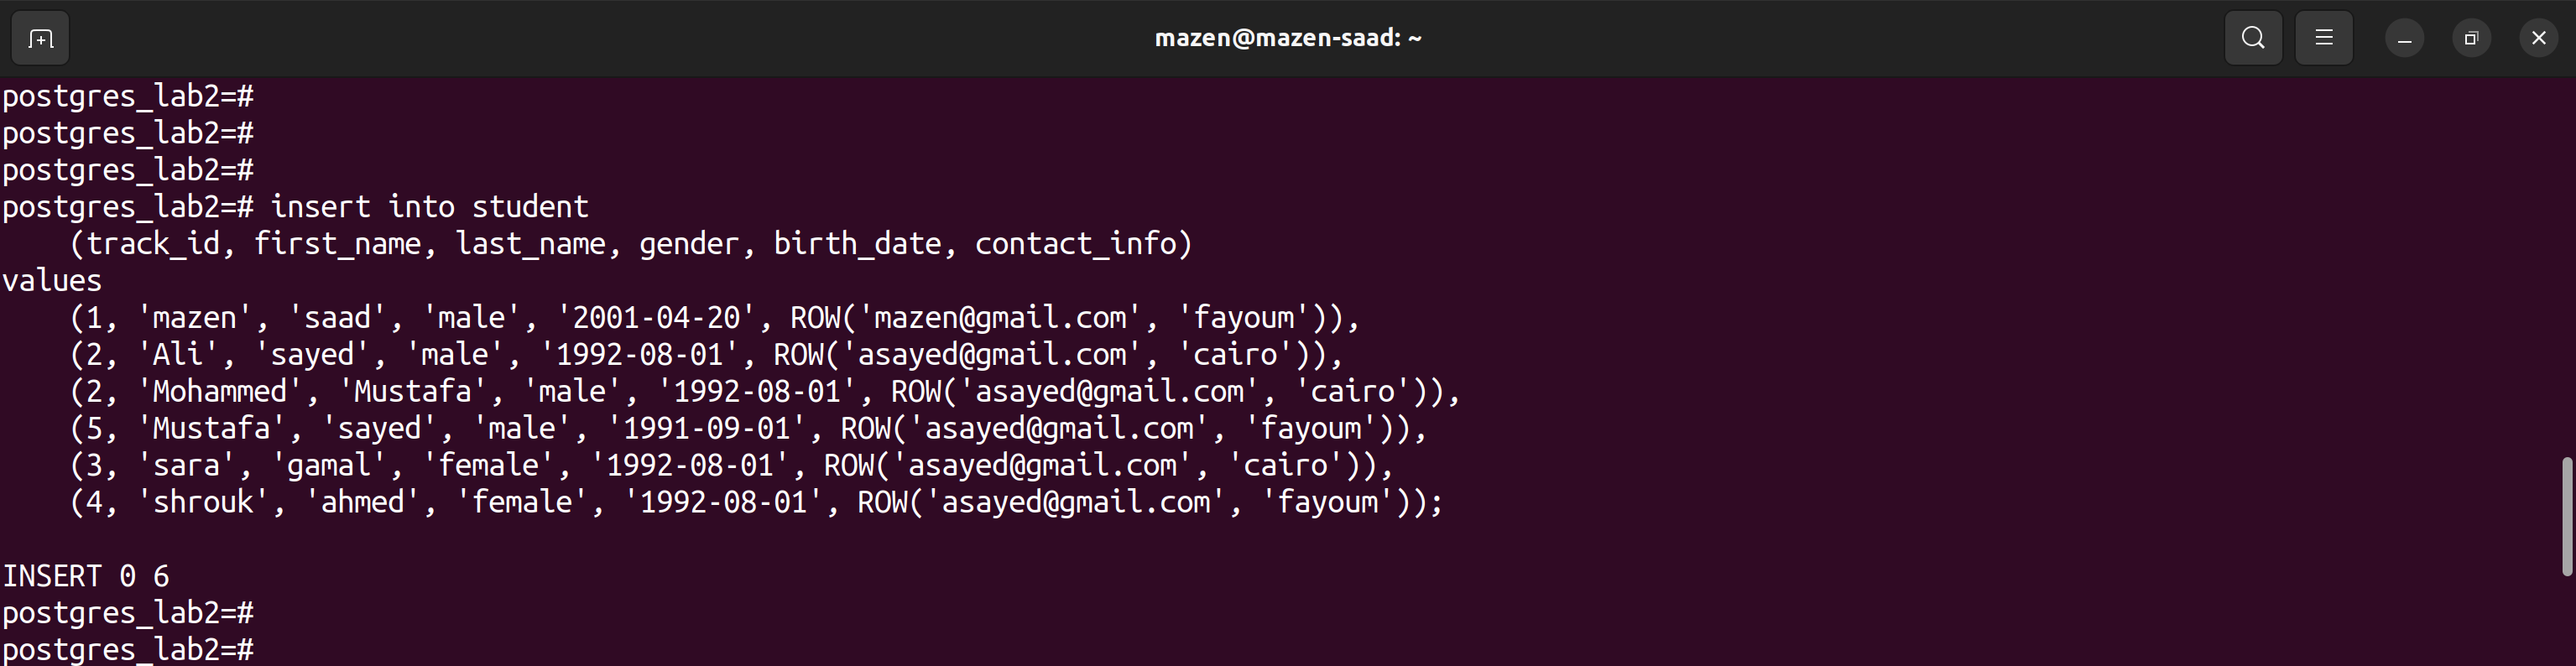 mazen@mazen-saad: ~
postgres_lab2=#
postgres_lab2=#
postgres_lab2=#
postgres_lab2=# insert into student
    (track_id, first_name, last_name, gender, birth_date, contact_info)
values
    (1, 'mazen', 'saad', 'male', '2001-04-20', ROW('mazen@gmail.com', 'fayoum')),
    (2, 'Ali', 'sayed', 'male', '1992-08-01', ROW('asayed@gmail.com', 'cairo')),
    (2, 'Mohammed', 'Mustafa', 'male', '1992-08-01', ROW('asayed@gmail.com', 'cairo')),
    (5, 'Mustafa', 'sayed', 'male', '1991-09-01', ROW('asayed@gmail.com', 'fayoum')),
    (3, 'sara', 'gamal', 'female', '1992-08-01', ROW('asayed@gmail.com', 'cairo')),
    (4, 'shrouk', 'ahmed', 'female', '1992-08-01', ROW('asayed@gmail.com', 'fayoum'));
INSERT 0 6
postgres_lab2=#
postgres_lab2=#